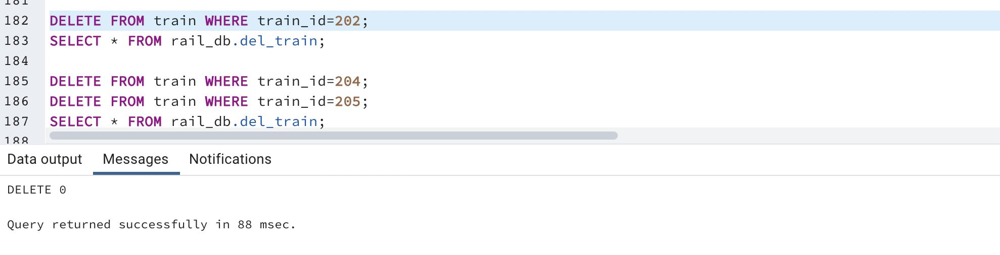 181
182 DELETE FROM train WHERE train_id=202;
183 SELECT * FROM rail_db.del_train;
184
185 DELETE FROM train WHERE train_id=204;
186 DELETE FROM train WHERE train_id=205;
187 SELECT * FROM rail_db.del_train;
188
Data output Messages Notifications
DELETE 0
Query returned successfully in 88 msec.